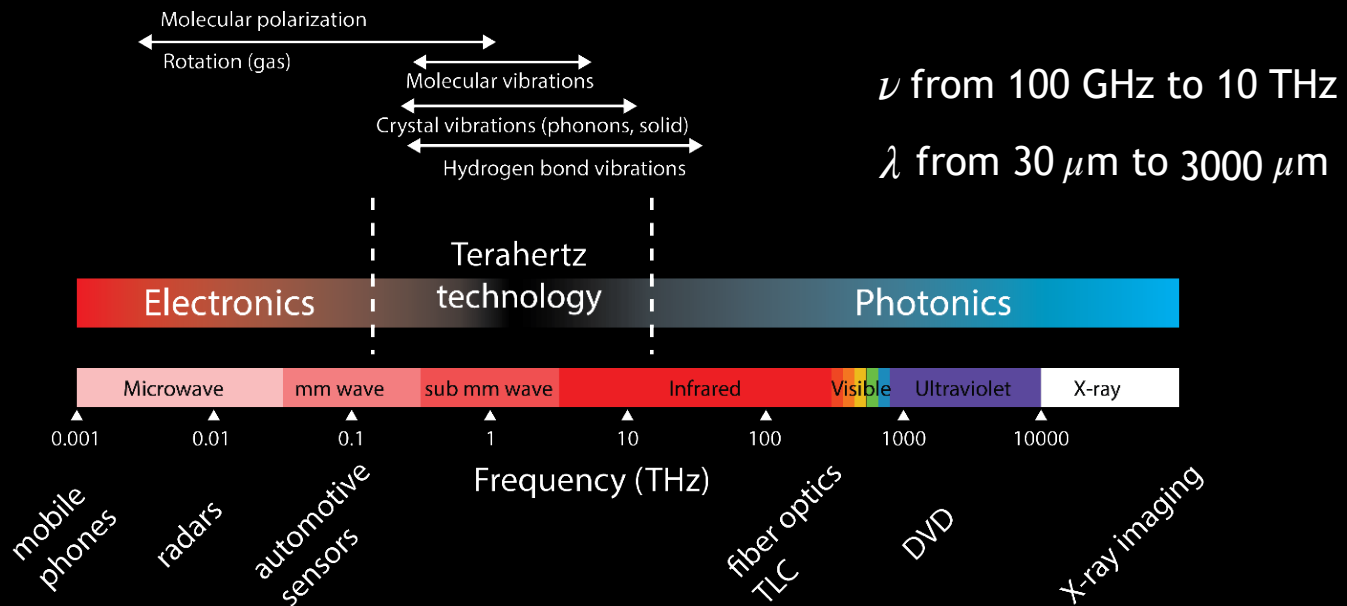 Molecular polarization
Rotation (gas)
Molecular vibrations
Crystal vibrations (phonons, solid)
Hydrogen bond vibrations
ν from 100 GHz to 10 THz
λ from 30 μm to 3000 μm
Terahertz
technology
Electronics
Photonics
Microwave
mm wave
sub mm wave
Infrared
Visible
Ultraviolet
X-ray
0.001
0.01
0.1
1
10
100
1000
10000
Frequency (THz)
mobile
phones
radars
automotive
sensors
fiber optics
TLC
DVD
X-ray imaging